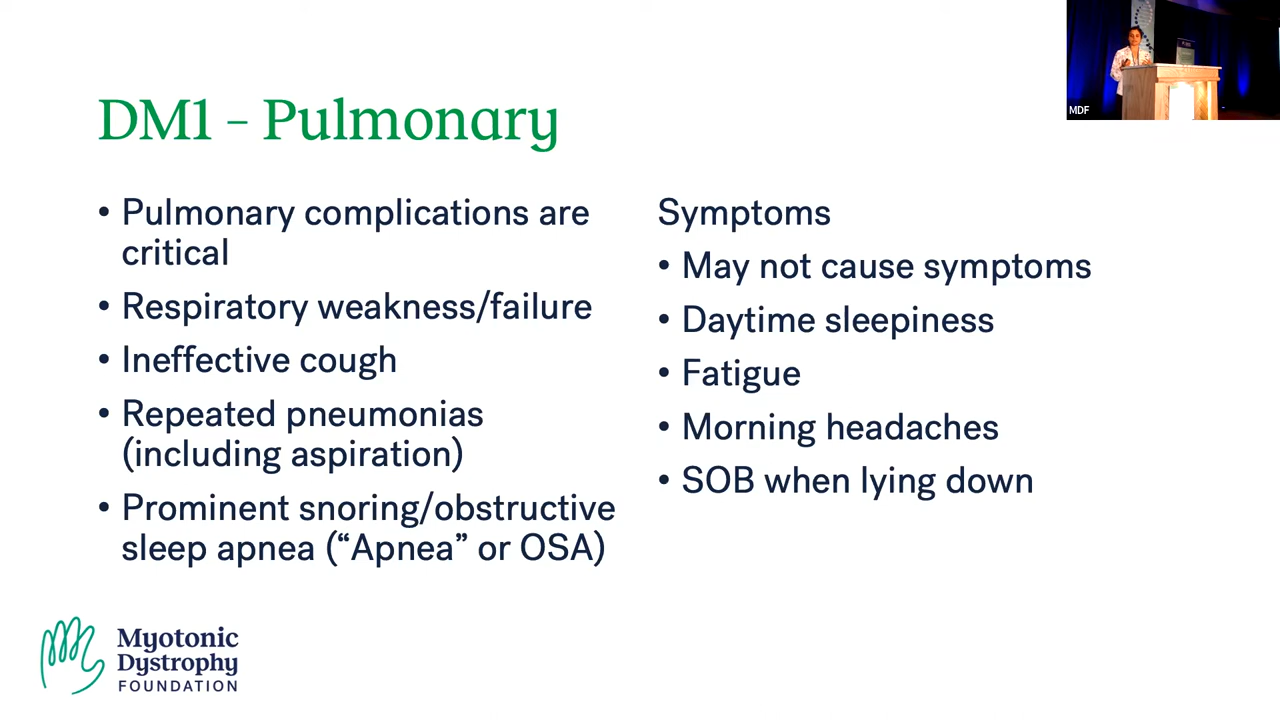 DM1 – Pulmonary
• Pulmonary complications are
critical
• Respiratory weakness/failure
• Ineffective cough
• Repeated pneumonias
(including aspiration)
• Prominent snoring/obstructive
sleep apnea (“Apnea” or OSA)
Symptoms
• May not cause symptoms
• Daytime sleepiness
• Fatigue
• Morning headaches
• SOB when lying down
Myotonic
Dystrophy
FOUNDATION
MDF